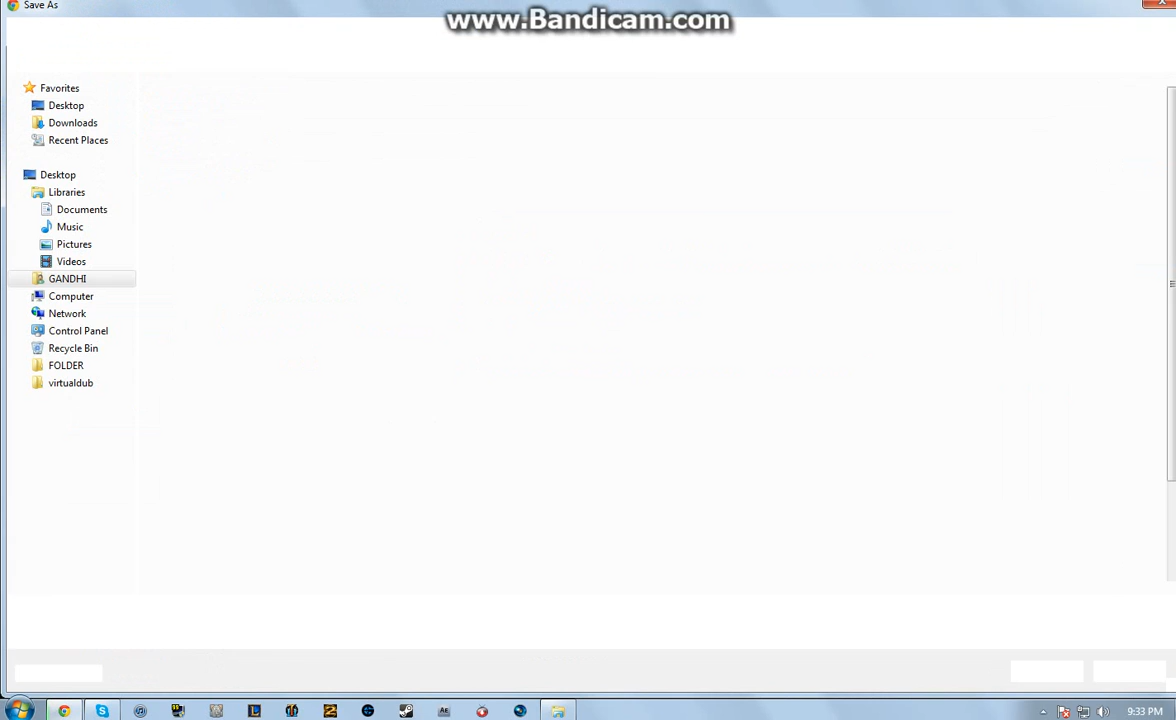 Save As
www.Bandicam.com
Favorites
Desktop
Downloads
Recent Places
Desktop
Libraries
Documents
Music
Pictures
Videos
GANDHI
Computer
Network
Control Panel
Recycle Bin
FOLDER
virtualdub
Ae
9:33 PM